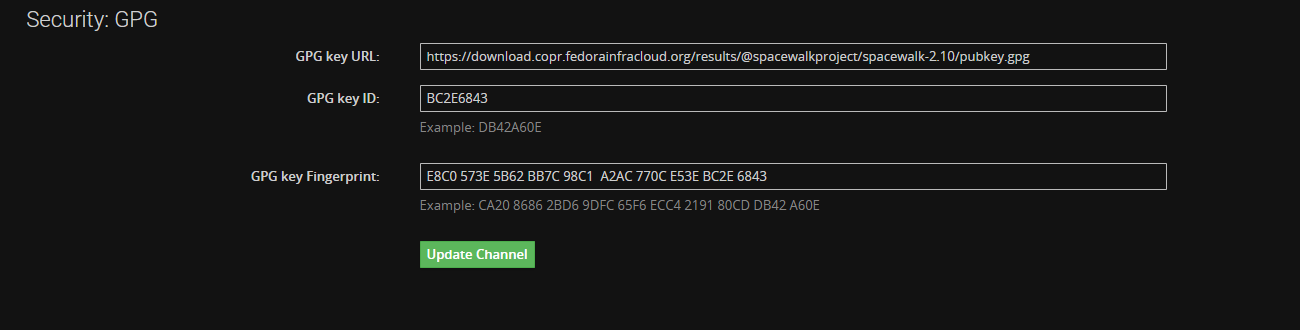 Security: GPG
GPG key URL: https://download.copr.fedorainfracloud.org/results/@spacewalkproject/spacewalk-2.10/pubkey.gpg
GPG key ID: BC2E6843
Example: DB42A60E
GPG key Fingerprint: E8C0 573E 5B62 BB7C 98C1  A2AC 770C E53E BC2E 6843
Example: CA20 8686 2BD6 9DFC 65F6 ECC4 2191 80CD DB42 A60E
Update Channel